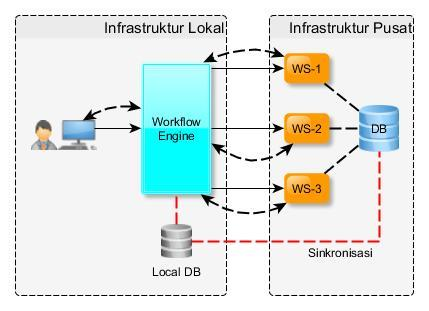 Infrastruktur Lokal
Infrastruktur Pusat
WS-1
Workflow
Engine
WS-2
DB
WS-3
Sinkronisasi
Local DB